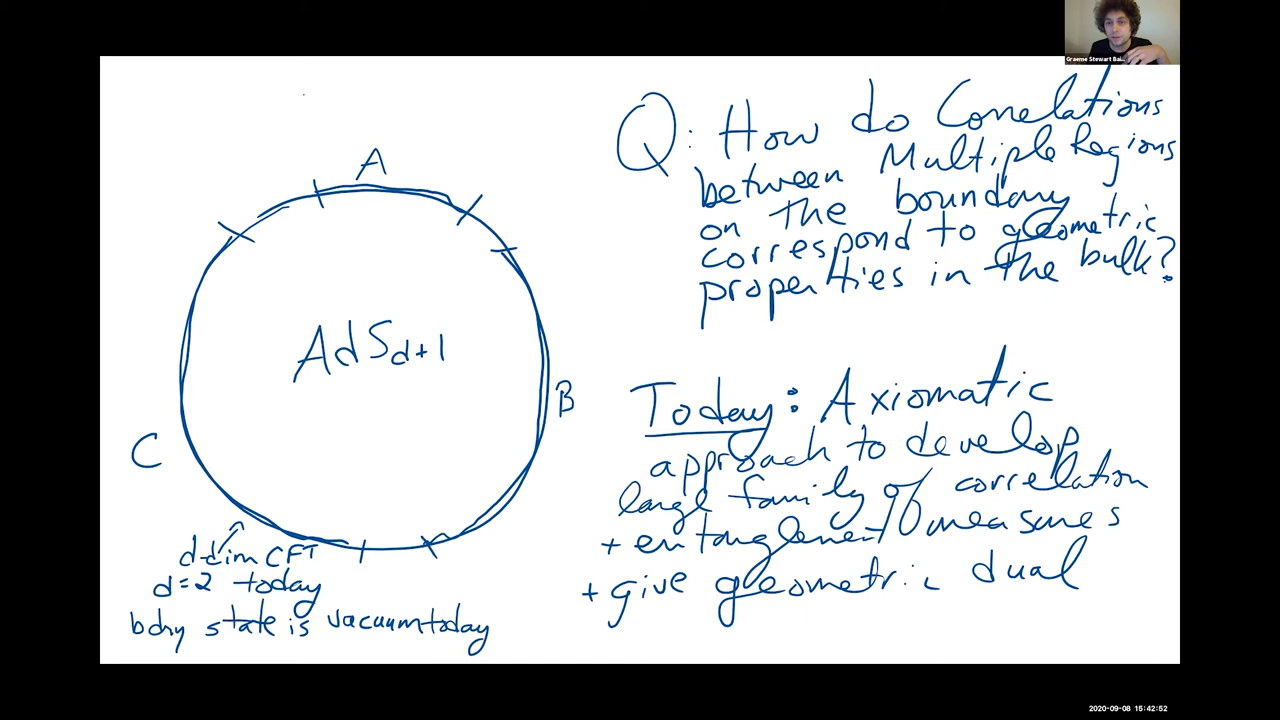 Graeme Stewart Bai...
A
AdS_{d+1}
B
C
d-dim CFT
d=2 today
bdry state is vacuum today
Q: How do Correlations
between Multiple Regions
on the boundary
correspond to geometric
properties in the bulk?
Today: Axiomatic
approach to develop
large family of correlation
+ entanglement measures
+ give geometric dual
2020-09-08 15:42:52